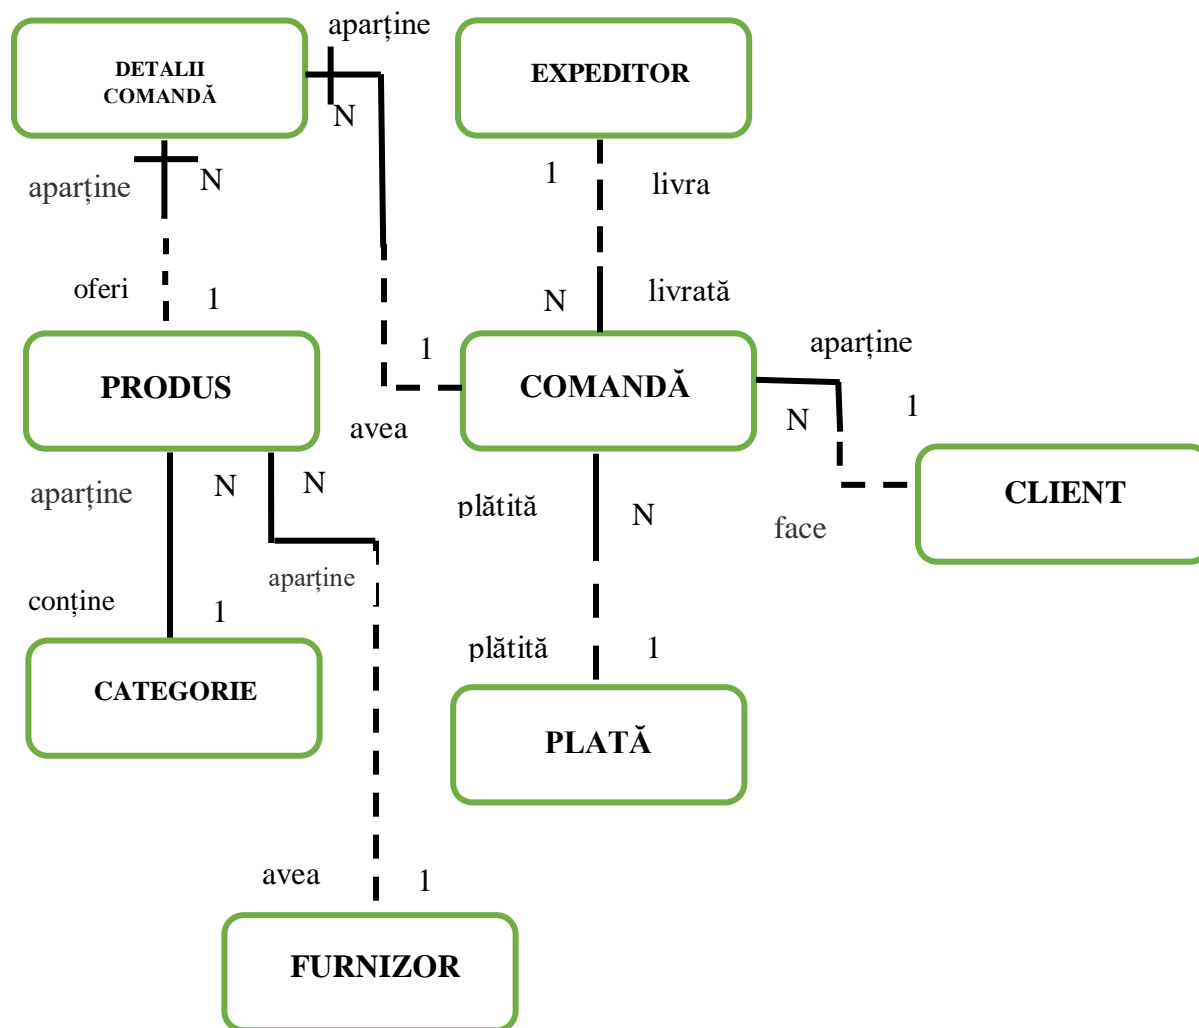 aparține
DETALII
COMANDĂ
EXPEDITOR
N
aparține
N
1
livra
oferi
1
N
livrată
1
aparține
PRODUS
COMANDĂ
avea
N
1
aparține
N
N
plătită
N
CLIENT
face
aparține
conține
1
plătită
1
CATEGORIE
PLATĂ
avea
1
FURNIZOR